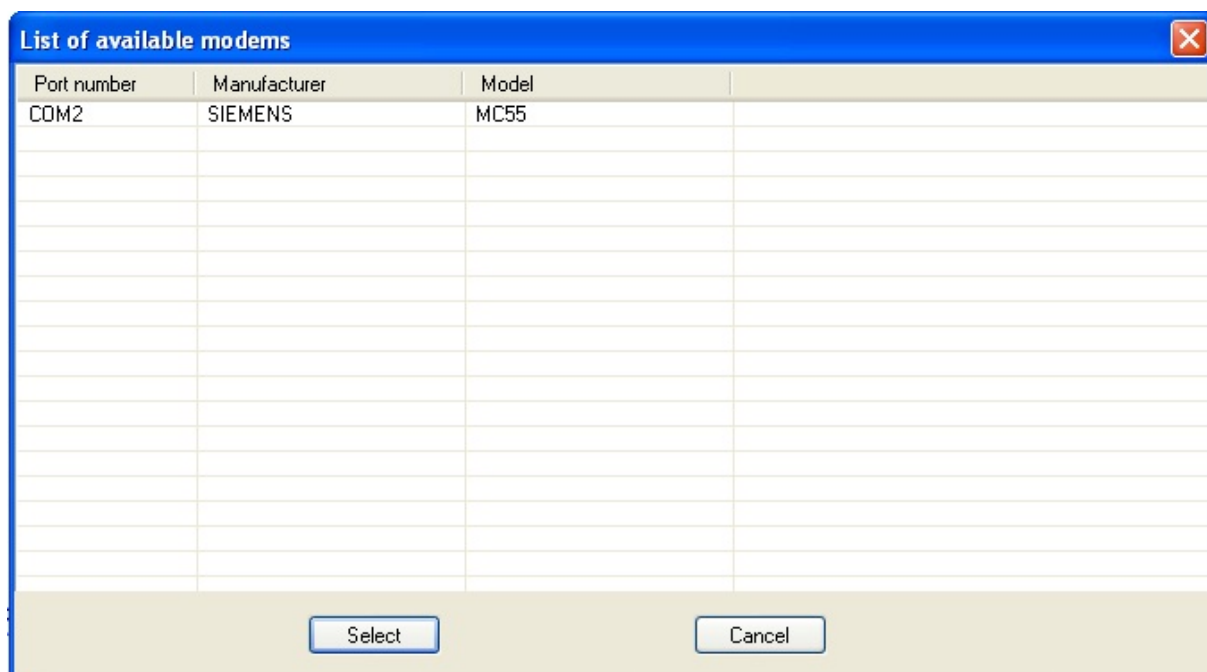 List of available modems
Port number Manufacturer Model
COM2 SIEMENS MC55
Select Cancel